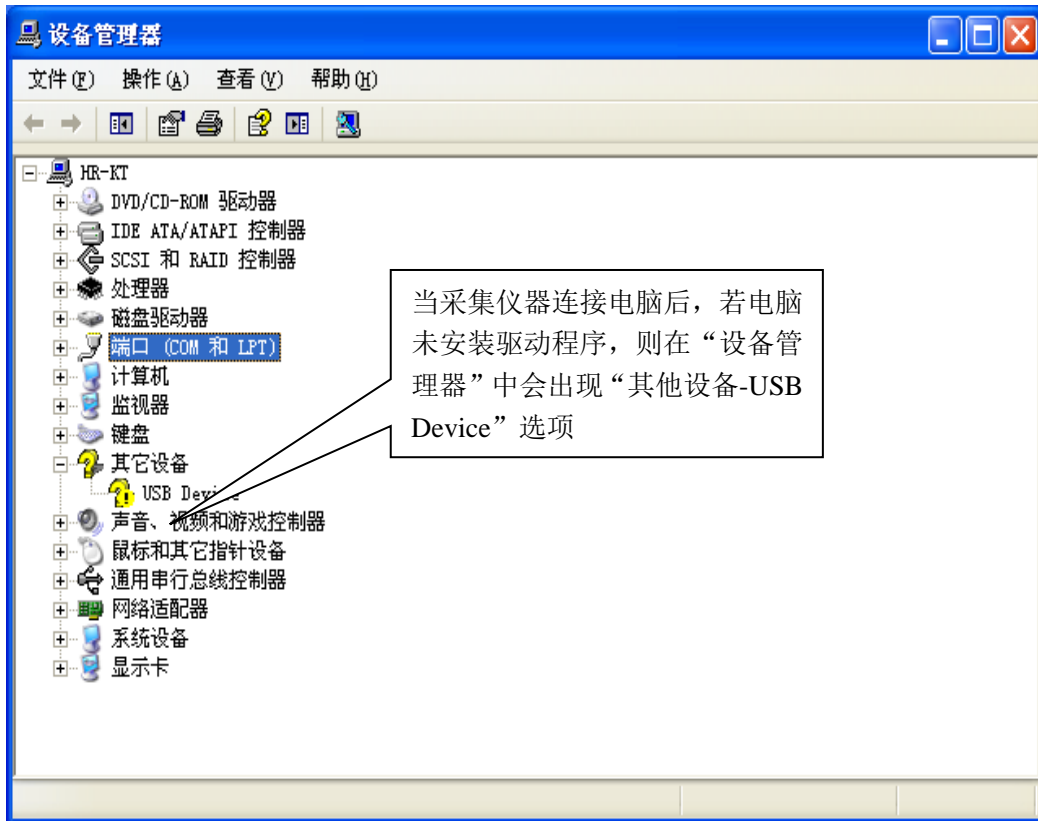 设备管理器
文件(F) 操作(A) 查看(V) 帮助(H)
HR-KT
DVD/CD-ROM 驱动器
IDE ATA/ATAPI 控制器
SCSI 和 RAID 控制器
处理器
磁盘驱动器
端口 (COM 和 LPT)
计算机
监视器
键盘
其它设备
USB Device
声音、视频和游戏控制器
鼠标和其它指针设备
通用串行总线控制器
网络适配器
系统设备
显示卡
当采集仪器连接电脑后，若电脑
未安装驱动程序，则在“设备管
理器”中会出现“其他设备-USB
Device”选项